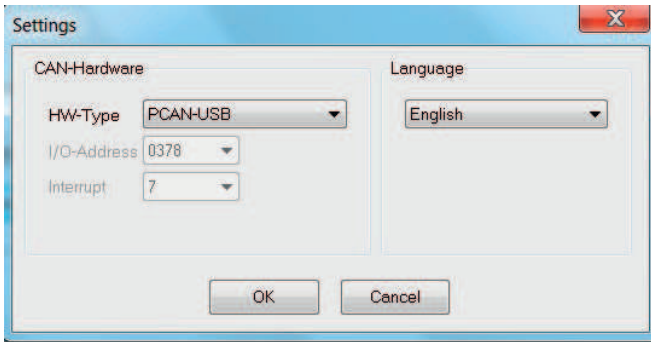 Settings
X
CAN-Hardware
HW-Type PCAN-USB
I/O-Address 0378
Interrupt 7
Language
English
OK Cancel